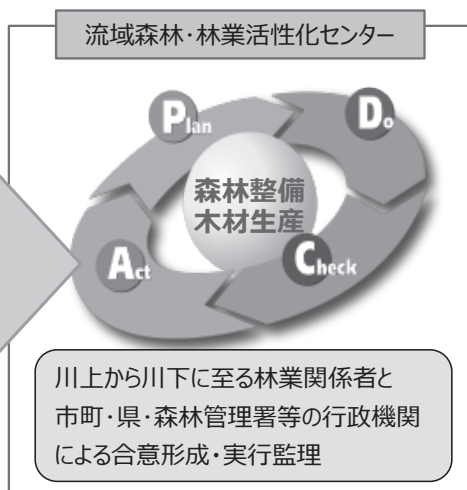 流域森林・林業活性化センター
Plan
Do
森林整備
木材生産
Act
Check
川上から川下に至る林業関係者と
市町・県・森林管理署等の行政機関
による合意形成・実行監理